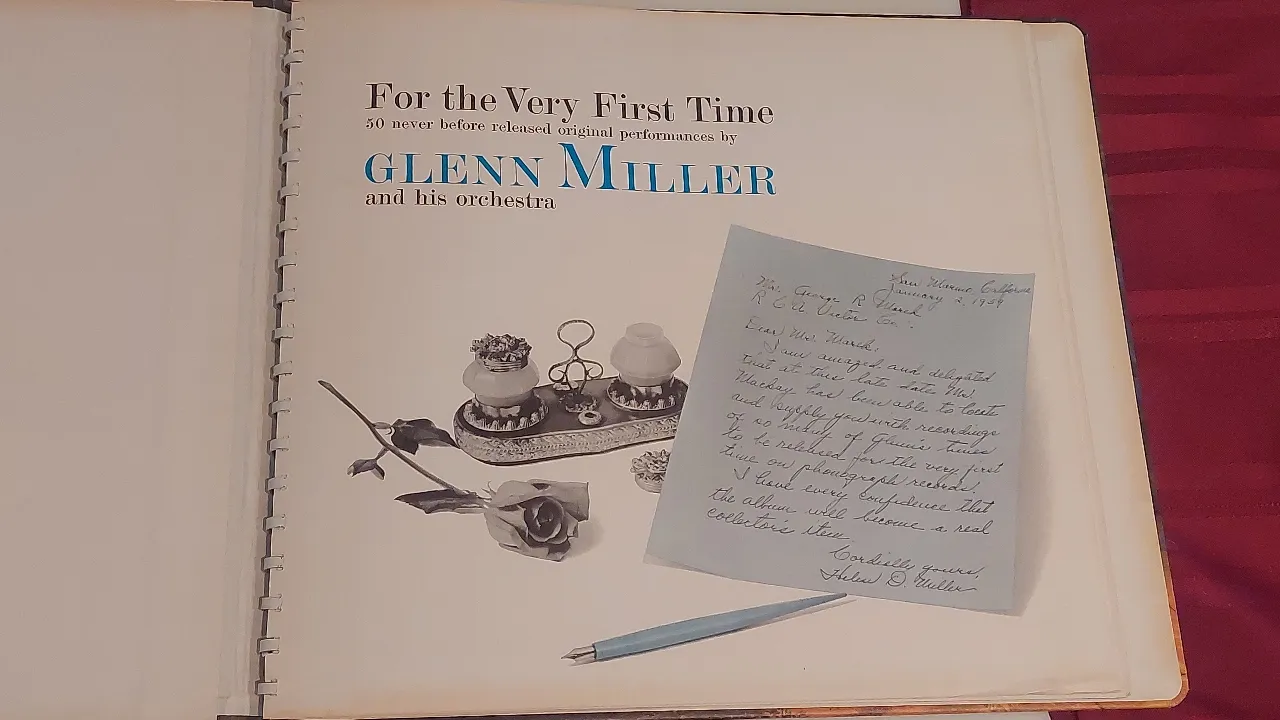 For the Very First Time
50 never before released original performances by
GLENN MILLER
and his orchestra
San Marino, California
January 2, 1959
Mr. George R Marek
R C A Victor Co.:
Dear Mr. Marek:
I am amazed and delighted
that at this late date Mr.
Mackay has been able to locate
and supply you with recordings
of so many of Glenn's tunes
to be released for the very first
time on phonograph records.
I have every confidence that
the album will become a real
collector's item.
Cordially yours,
Helen D. Miller